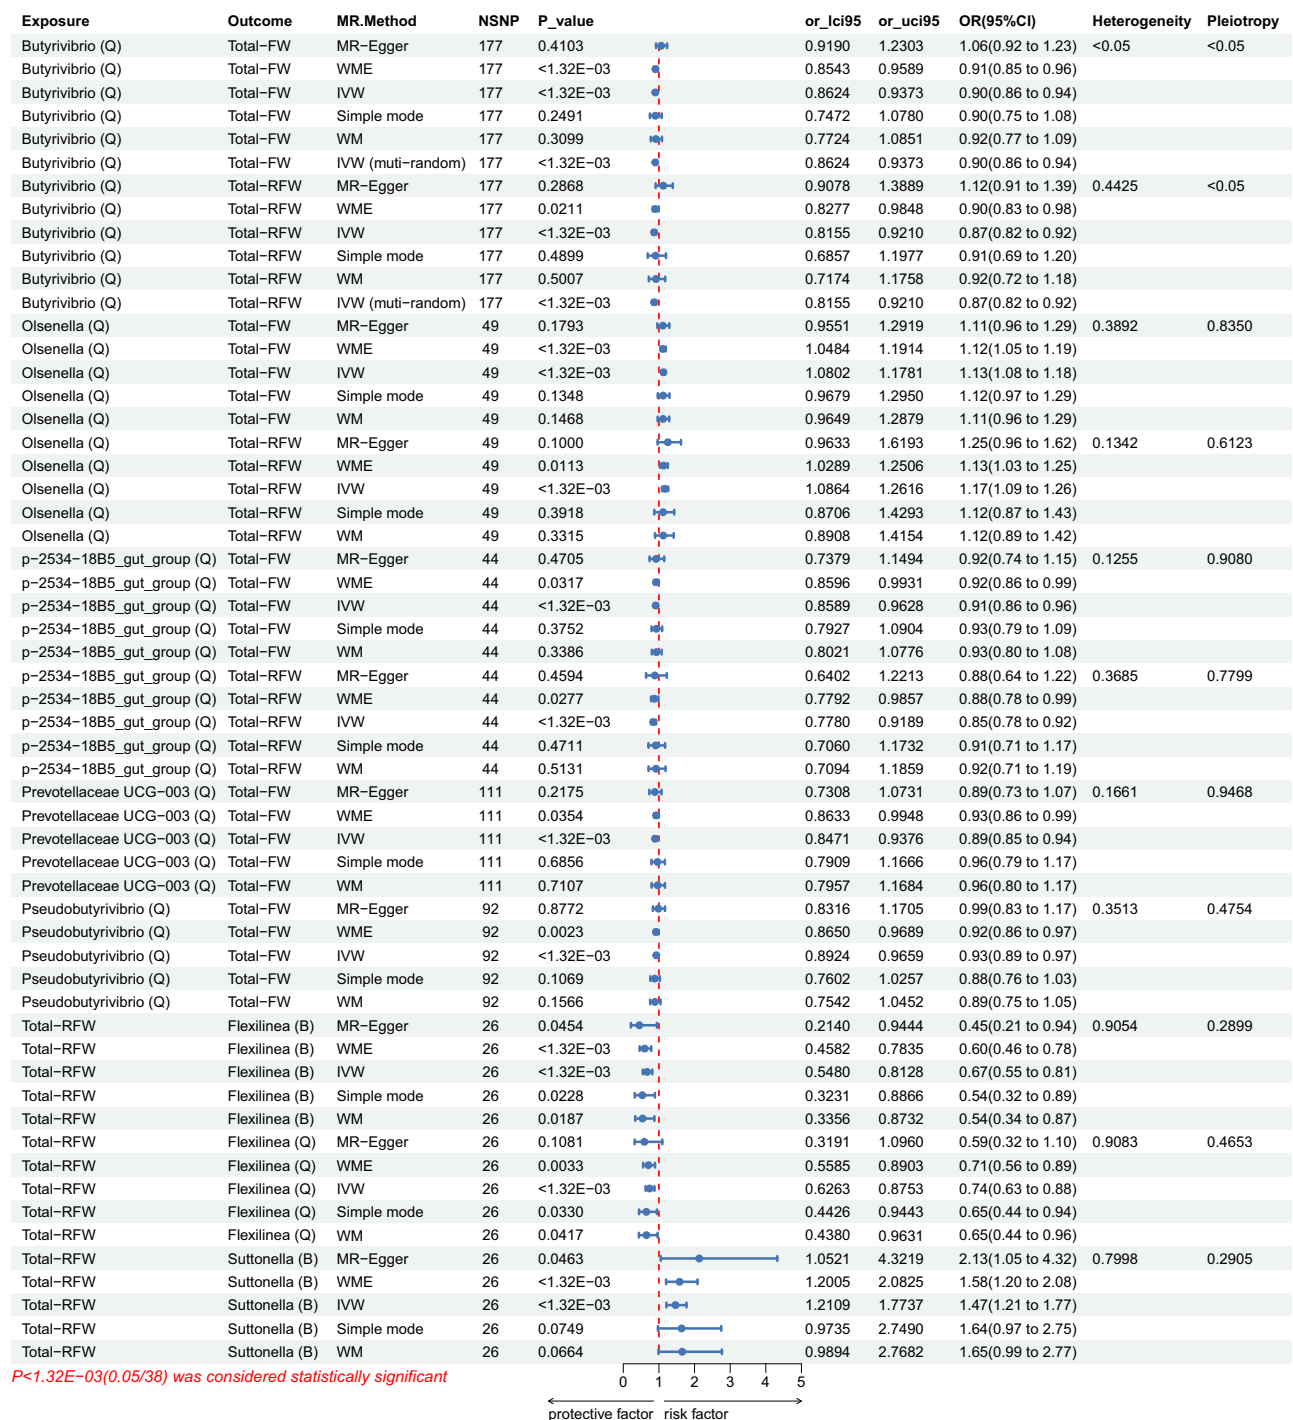 Exposure Outcome MR.Method NSNP P_value or_lci95 or_uci95 OR(95%CI) Heterogeneity Pleiotropy
Butyrivibrio (Q) Total−FW MR−Egger 177 0.4103 0.9190 1.2303 1.06(0.92 to 1.23) <0.05 <0.05
Butyrivibrio (Q) Total−FW WME 177 <1.32E−03 0.8543 0.9589 0.91(0.85 to 0.96)
Butyrivibrio (Q) Total−FW IVW 177 <1.32E−03 0.8624 0.9373 0.90(0.86 to 0.94)
Butyrivibrio (Q) Total−FW Simple mode 177 0.2491 0.7472 1.0780 0.90(0.75 to 1.08)
Butyrivibrio (Q) Total−FW WM 177 0.3099 0.7724 1.0851 0.92(0.77 to 1.09)
Butyrivibrio (Q) Total−FW IVW (muti−random) 177 <1.32E−03 0.8624 0.9373 0.90(0.86 to 0.94)
Butyrivibrio (Q) Total−RFW MR−Egger 177 0.2868 0.9078 1.3889 1.12(0.91 to 1.39) 0.4425 <0.05
Butyrivibrio (Q) Total−RFW WME 177 0.0211 0.8277 0.9848 0.90(0.83 to 0.98)
Butyrivibrio (Q) Total−RFW IVW 177 <1.32E−03 0.8155 0.9210 0.87(0.82 to 0.92)
Butyrivibrio (Q) Total−RFW Simple mode 177 0.4899 0.6857 1.1977 0.91(0.69 to 1.20)
Butyrivibrio (Q) Total−RFW WM 177 0.5007 0.7174 1.1758 0.92(0.72 to 1.18)
Butyrivibrio (Q) Total−RFW IVW (muti−random) 177 <1.32E−03 0.8155 0.9210 0.87(0.82 to 0.92)
Olsenella (Q) Total−FW MR−Egger 49 0.1793 0.9551 1.2919 1.11(0.96 to 1.29) 0.3892 0.8350
Olsenella (Q) Total−FW WME 49 <1.32E−03 1.0484 1.1914 1.12(1.05 to 1.19)
Olsenella (Q) Total−FW IVW 49 <1.32E−03 1.0802 1.1781 1.13(1.08 to 1.18)
Olsenella (Q) Total−FW Simple mode 49 0.1348 0.9679 1.2950 1.12(0.97 to 1.29)
Olsenella (Q) Total−FW WM 49 0.1468 0.9649 1.2879 1.11(0.96 to 1.29)
Olsenella (Q) Total−RFW MR−Egger 49 0.1000 0.9633 1.6193 1.25(0.96 to 1.62) 0.1342 0.6123
Olsenella (Q) Total−RFW WME 49 0.0113 1.0289 1.2506 1.13(1.03 to 1.25)
Olsenella (Q) Total−RFW IVW 49 <1.32E−03 1.0864 1.2616 1.17(1.09 to 1.26)
Olsenella (Q) Total−RFW Simple mode 49 0.3918 0.8706 1.4293 1.12(0.87 to 1.43)
Olsenella (Q) Total−RFW WM 49 0.3315 0.8908 1.4154 1.12(0.89 to 1.42)
p−2534−18B5_gut_group (Q) Total−FW MR−Egger 44 0.4705 0.7379 1.1494 0.92(0.74 to 1.15) 0.1255 0.9080
p−2534−18B5_gut_group (Q) Total−FW WME 44 0.0317 0.8596 0.9931 0.92(0.86 to 0.99)
p−2534−18B5_gut_group (Q) Total−FW IVW 44 <1.32E−03 0.8589 0.9628 0.91(0.86 to 0.96)
p−2534−18B5_gut_group (Q) Total−FW Simple mode 44 0.3752 0.7927 1.0904 0.93(0.79 to 1.09)
p−2534−18B5_gut_group (Q) Total−FW WM 44 0.3386 0.8021 1.0776 0.93(0.80 to 1.08)
p−2534−18B5_gut_group (Q) Total−RFW MR−Egger 44 0.4594 0.6402 1.2213 0.88(0.64 to 1.22) 0.3685 0.7799
p−2534−18B5_gut_group (Q) Total−RFW WME 44 0.0277 0.7792 0.9857 0.88(0.78 to 0.99)
p−2534−18B5_gut_group (Q) Total−RFW IVW 44 <1.32E−03 0.7780 0.9189 0.85(0.78 to 0.92)
p−2534−18B5_gut_group (Q) Total−RFW Simple mode 44 0.4711 0.7060 1.1732 0.91(0.71 to 1.17)
p−2534−18B5_gut_group (Q) Total−RFW WM 44 0.5131 0.7094 1.1859 0.92(0.71 to 1.19)
Prevotellaceae UCG−003 (Q) Total−FW MR−Egger 111 0.2175 0.7308 1.0731 0.89(0.73 to 1.07) 0.1661 0.9468
Prevotellaceae UCG−003 (Q) Total−FW WME 111 0.0354 0.8633 0.9948 0.93(0.86 to 0.99)
Prevotellaceae UCG−003 (Q) Total−FW IVW 111 <1.32E−03 0.8471 0.9376 0.89(0.85 to 0.94)
Prevotellaceae UCG−003 (Q) Total−FW Simple mode 111 0.6856 0.7909 1.1666 0.96(0.79 to 1.17)
Prevotellaceae UCG−003 (Q) Total−FW WM 111 0.7107 0.7957 1.1684 0.96(0.80 to 1.17)
Pseudobutyrivibrio (Q) Total−FW MR−Egger 92 0.8772 0.8316 1.1705 0.99(0.83 to 1.17) 0.3513 0.4754
Pseudobutyrivibrio (Q) Total−FW WME 92 0.0023 0.8650 0.9689 0.92(0.86 to 0.97)
Pseudobutyrivibrio (Q) Total−FW IVW 92 <1.32E−03 0.8924 0.9659 0.93(0.89 to 0.97)
Pseudobutyrivibrio (Q) Total−FW Simple mode 92 0.1069 0.7602 1.0257 0.88(0.76 to 1.03)
Pseudobutyrivibrio (Q) Total−FW WM 92 0.1566 0.7542 1.0452 0.89(0.75 to 1.05)
Total−RFW Flexilinea (B) MR−Egger 26 0.0454 0.2140 0.9444 0.45(0.21 to 0.94) 0.9054 0.2899
Total−RFW Flexilinea (B) WME 26 <1.32E−03 0.4582 0.7835 0.60(0.46 to 0.78)
Total−RFW Flexilinea (B) IVW 26 <1.32E−03 0.5480 0.8128 0.67(0.55 to 0.81)
Total−RFW Flexilinea (B) Simple mode 26 0.0228 0.3231 0.8866 0.54(0.32 to 0.89)
Total−RFW Flexilinea (B) WM 26 0.0187 0.3356 0.8732 0.54(0.34 to 0.87)
Total−RFW Flexilinea (Q) MR−Egger 26 0.1081 0.3191 1.0960 0.59(0.32 to 1.10) 0.9083 0.4653
Total−RFW Flexilinea (Q) WME 26 0.0033 0.5585 0.8903 0.71(0.56 to 0.89)
Total−RFW Flexilinea (Q) IVW 26 <1.32E−03 0.6263 0.8753 0.74(0.63 to 0.88)
Total−RFW Flexilinea (Q) Simple mode 26 0.0330 0.4426 0.9443 0.65(0.44 to 0.94)
Total−RFW Flexilinea (Q) WM 26 0.0417 0.4380 0.9631 0.65(0.44 to 0.96)
Total−RFW Suttonella (B) MR−Egger 26 0.0463 1.0521 4.3219 2.13(1.05 to 4.32) 0.7998 0.2905
Total−RFW Suttonella (B) WME 26 <1.32E−03 1.2005 2.0825 1.58(1.20 to 2.08)
Total−RFW Suttonella (B) IVW 26 <1.32E−03 1.2109 1.7737 1.47(1.21 to 1.77)
Total−RFW Suttonella (B) Simple mode 26 0.0749 0.9735 2.7490 1.64(0.97 to 2.75)
Total−RFW Suttonella (B) WM 26 0.0664 0.9894 2.7682 1.65(0.99 to 2.77)
P<1.32E−03(0.05/38) was considered statistically significant
0 1 2 3 4 5
protective factor risk factor